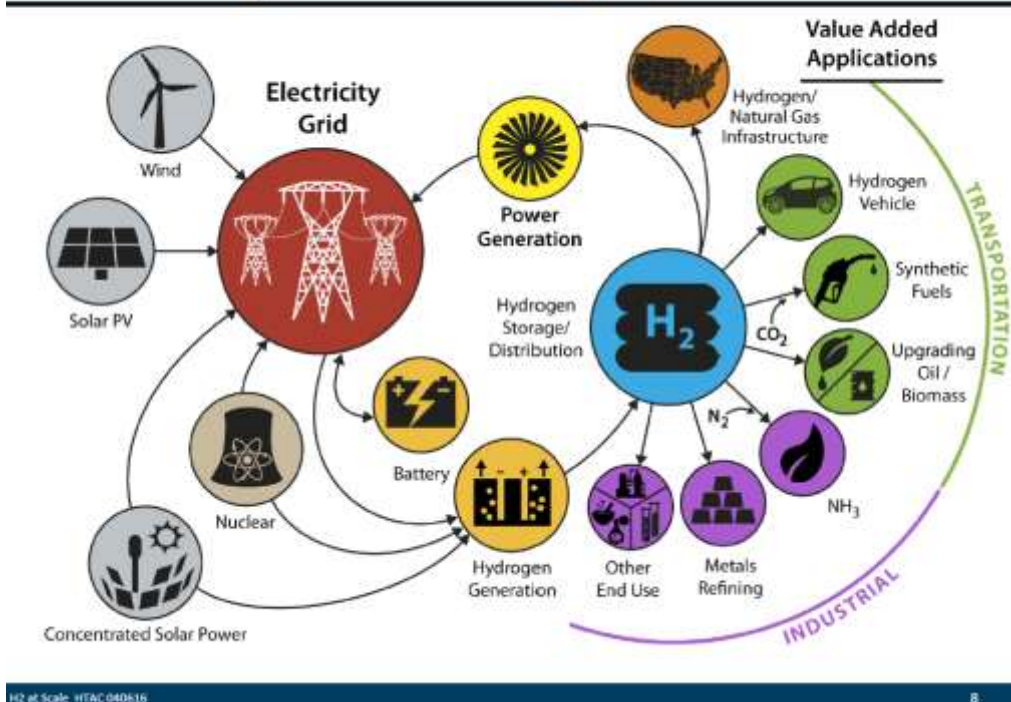 Value Added
Applications
Electricity
Grid
Wind
Hydrogen/
Natural Gas
Infrastructure
Power
Generation
Hydrogen
Vehicle
Solar PV
Hydrogen
Storage/
Distribution
H2
CO2
Synthetic
Fuels
Upgrading
Oil /
Biomass
TRANSPORTATION
N2
Battery
Nuclear
NH3
Hydrogen
Generation
Other
End Use
Metals
Refining
INDUSTRIAL
Concentrated Solar Power
H2 at Scale HTAC 040616
8